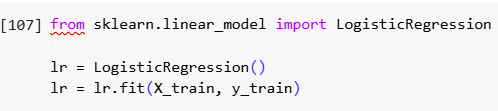 [107] from sklearn.linear_model import LogisticRegression
lr = LogisticRegression()
lr = lr.fit(X_train, y_train)